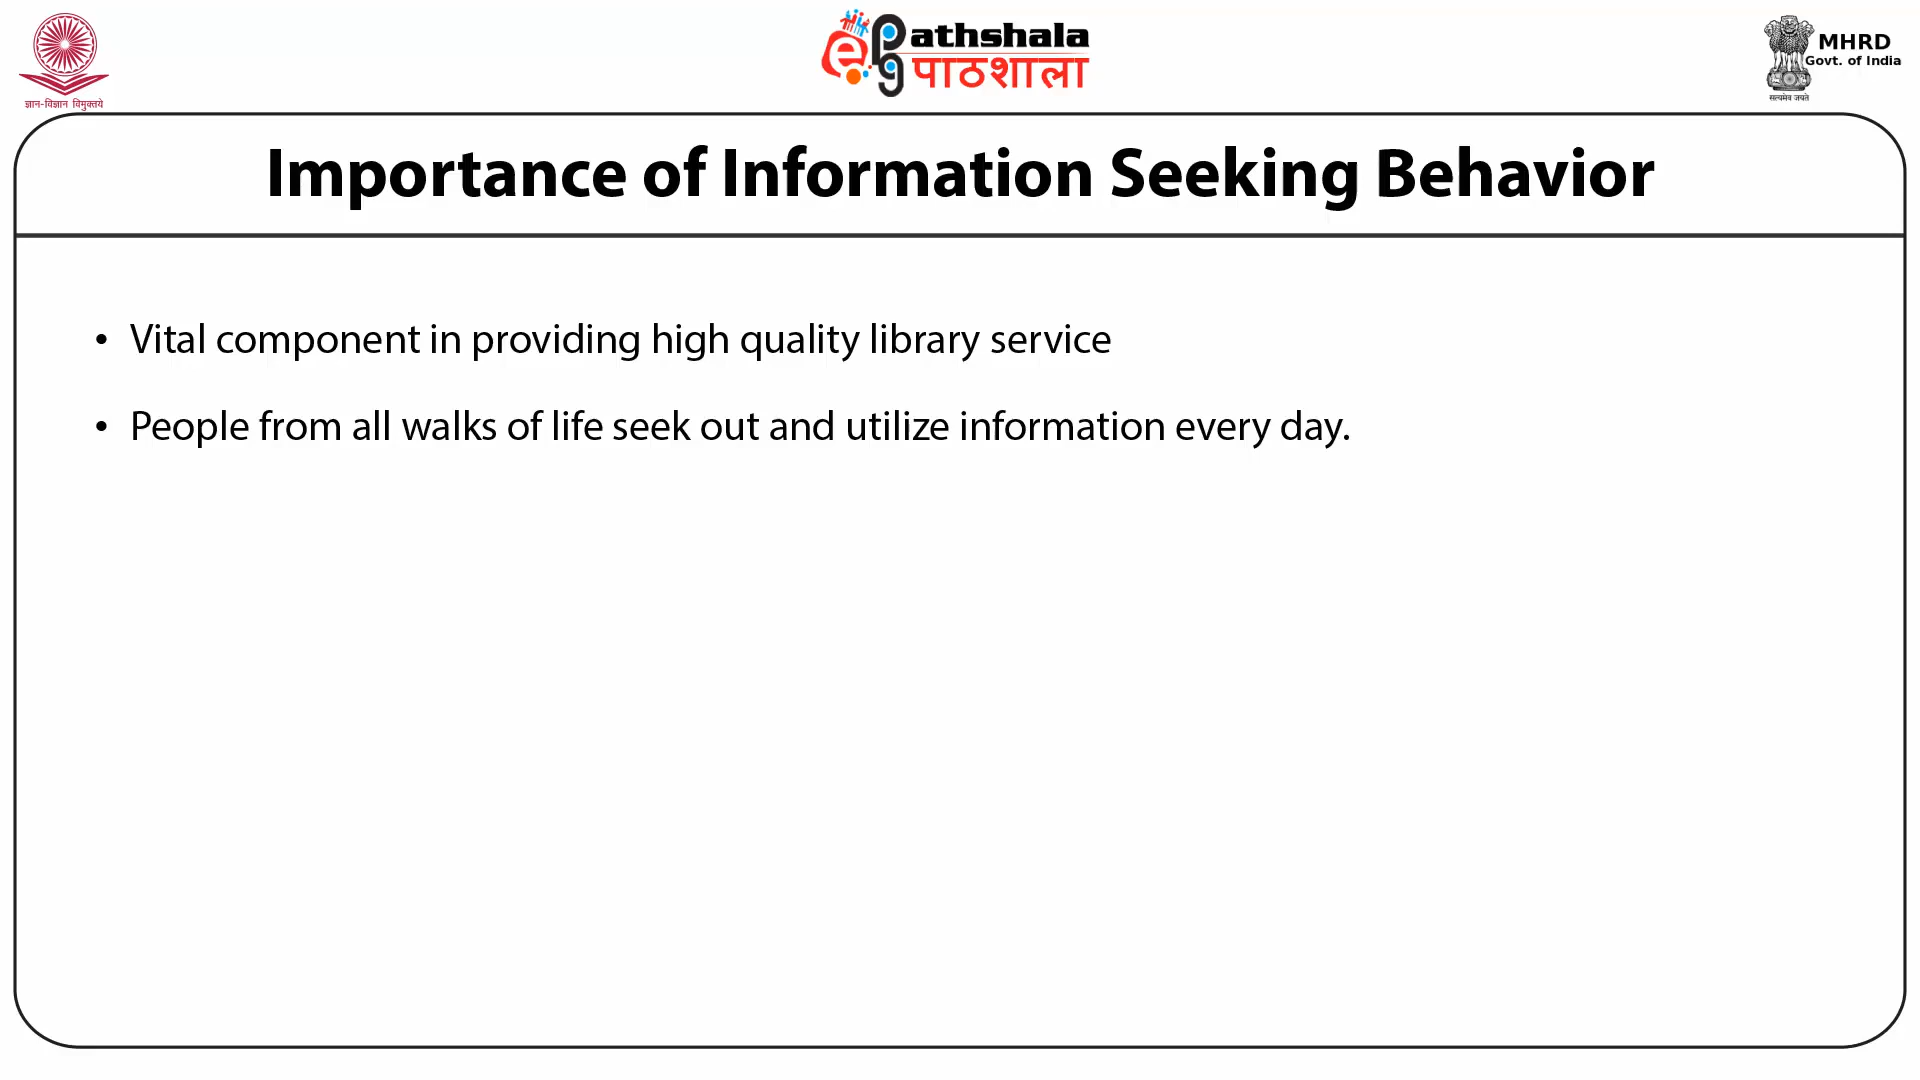 ज्ञान-विज्ञान विमुक्तये
e pg athshala
पाठशाला
MHRD
Govt. of India
सत्यमेव जयते
Importance of Information Seeking Behavior
• Vital component in providing high quality library service
• People from all walks of life seek out and utilize information every day.